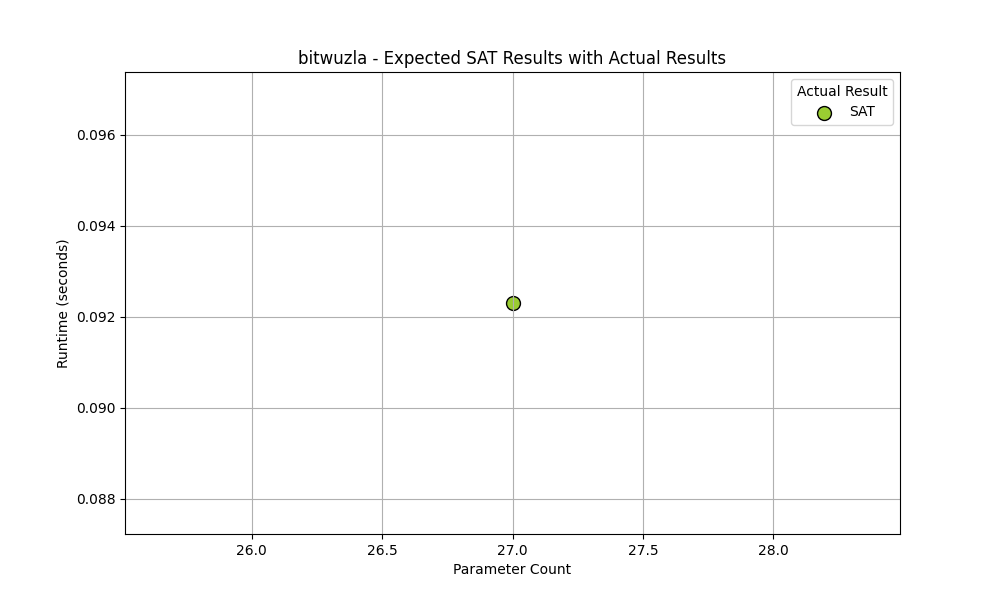 bitwuzla - Expected SAT Results with Actual Results
Actual Result
SAT
0.096
0.094
0.092
0.090
0.088
Runtime (seconds)
26.0
26.5
27.0
27.5
28.0
Parameter Count